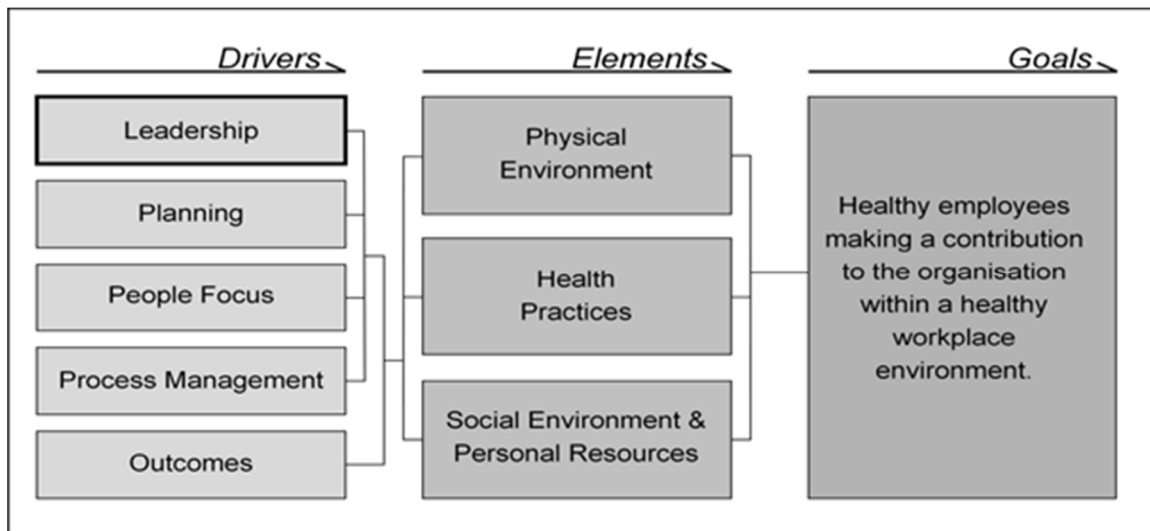 Drivers
Elements
Goals
Leadership
Planning
People Focus
Process Management
Outcomes
Physical
Environment
Health
Practices
Social Environment &
Personal Resources
Healthy employees
making a contribution
to the organisation
within a healthy
workplace
environment.